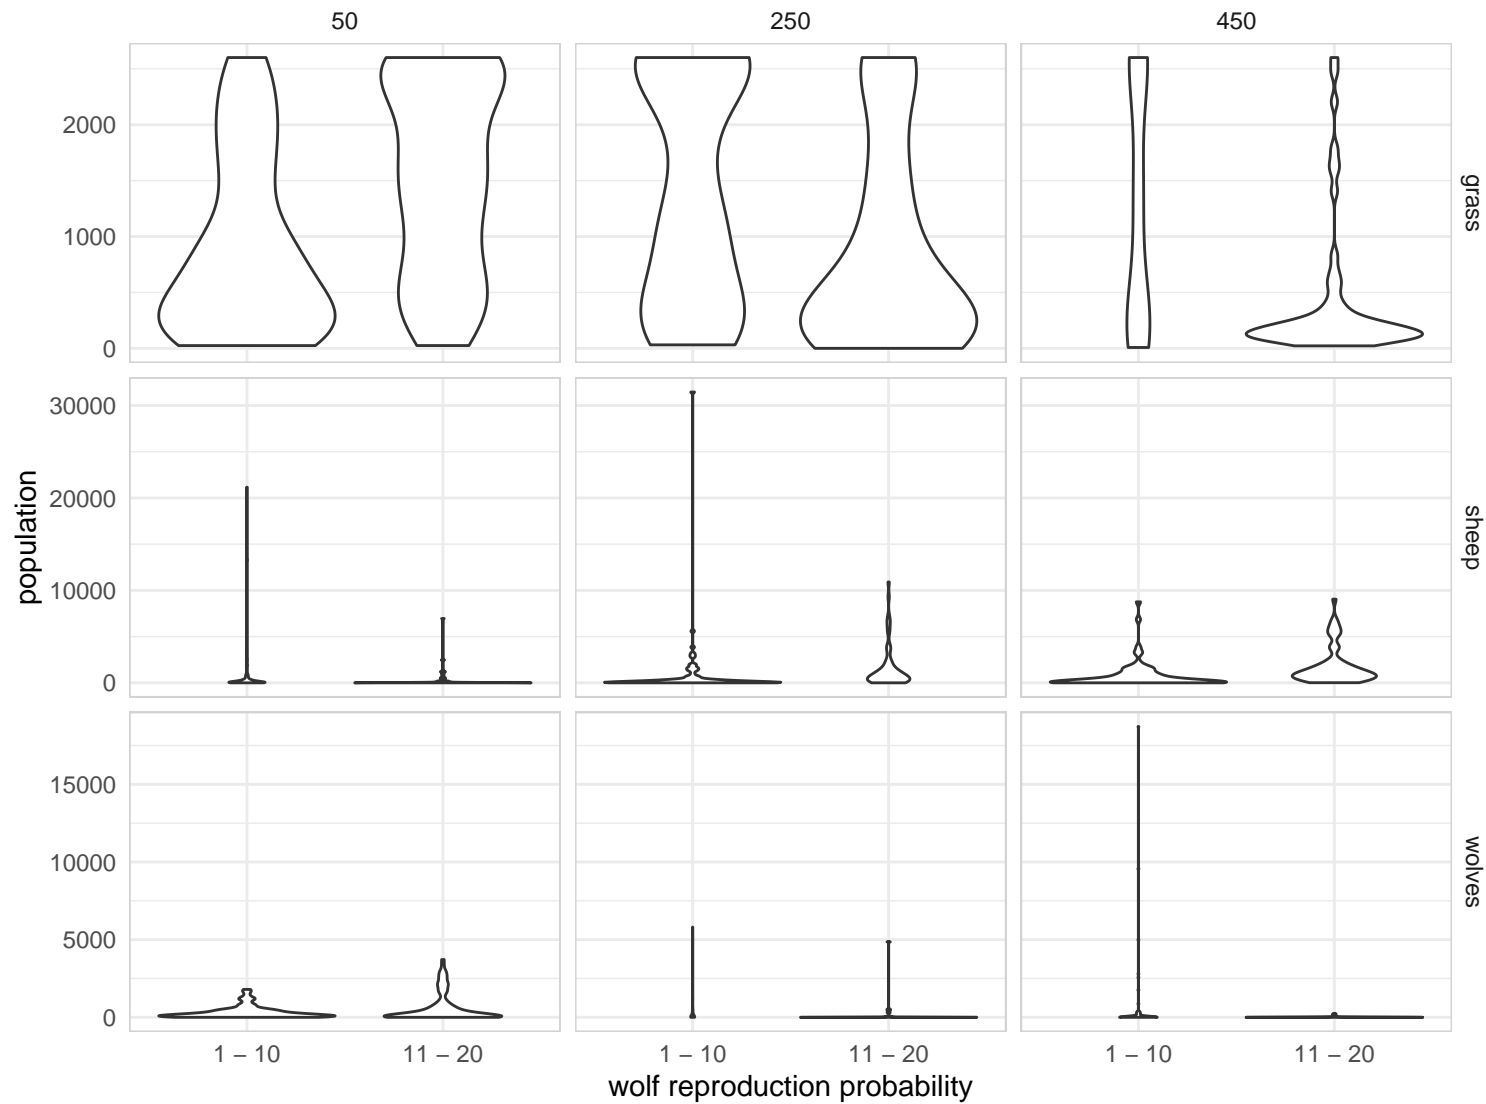 50 250 450
2000
1000
0
grass
30000
20000
10000
0
sheep
population
15000
10000
5000
0
wolves
1 – 10 11 – 20 1 – 10 11 – 20 1 – 10 11 – 20
wolf reproduction probability